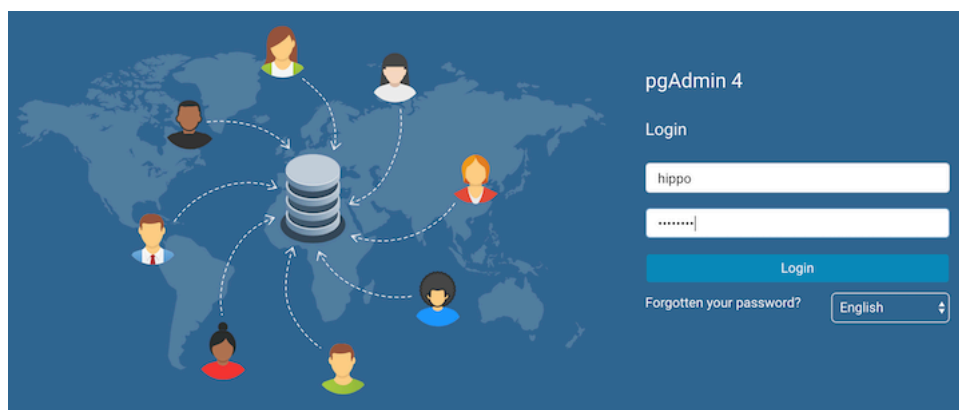 pgAdmin 4
Login
hippo
••••••••
Login
Forgotten your password?
English